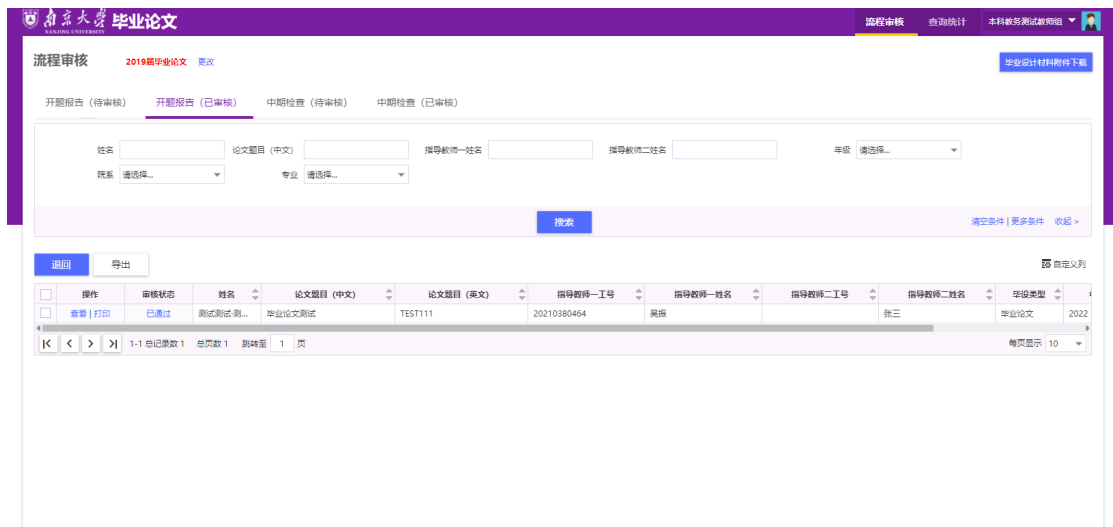 南京大学 毕业论文 流程审核 查询统计 本科教务测试教师组
NANJING UNIVERSITY
流程审核 2019届毕业论文 更改 毕业设计材料附件下载
开题报告（待审核） 开题报告（已审核） 中期检查（待审核） 中期检查（已审核）
姓名 论文题目（中文） 指导教师一姓名 指导教师二姓名 年级 请选择...
院系 请选择... 专业 请选择...
搜索 清空条件 | 更多条件 收起 »
退回 导出 自定义列
操作 审核状态 姓名 论文题目（中文） 论文题目（英文） 指导教师一工号 指导教师一姓名 指导教师二工号 指导教师二姓名 毕设类型
查看 | 打印 已通过 测试测试-测... 毕业论文测试 TEST111 20210380464 吴振 张三 毕业论文 2022
1-1 总记录数 1 总页数 1 跳转至 1 页 每页显示 10